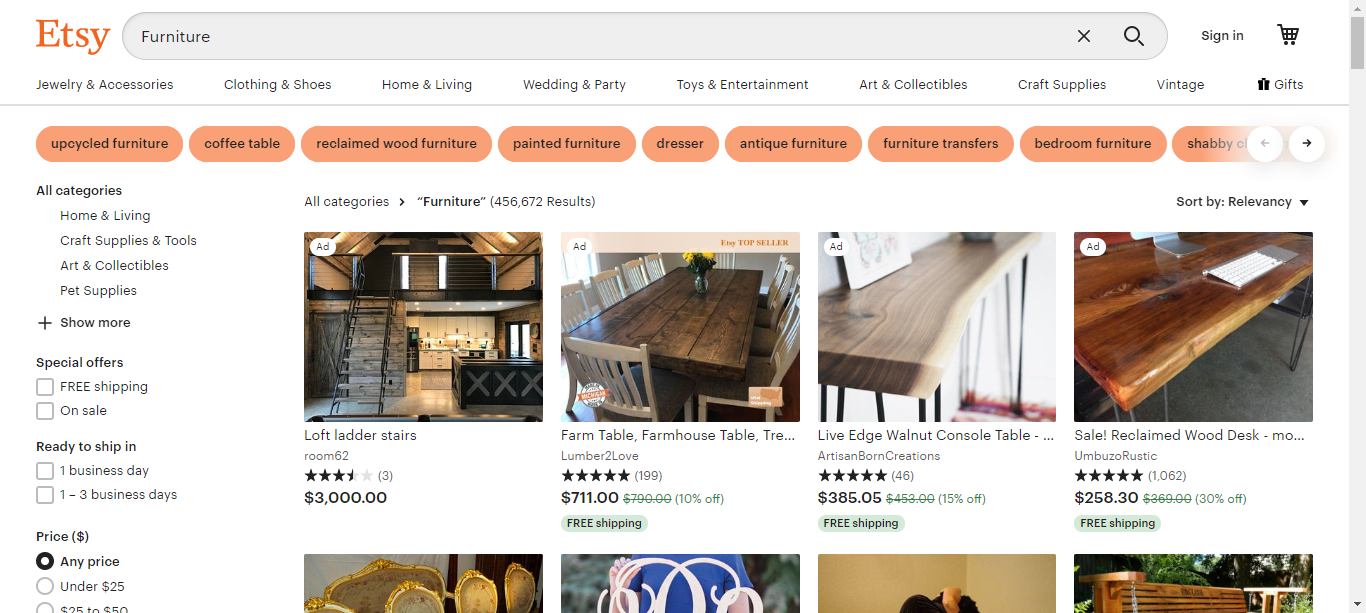 Etsy
Furniture
Sign in
Jewelry & Accessories
Clothing & Shoes
Home & Living
Wedding & Party
Toys & Entertainment
Art & Collectibles
Craft Supplies
Vintage
Gifts
upcycled furniture
coffee table
reclaimed wood furniture
painted furniture
dresser
antique furniture
furniture transfers
bedroom furniture
shabby
All categories
Home & Living
Craft Supplies & Tools
Art & Collectibles
Pet Supplies
Show more
Special offers
FREE shipping
On sale
Ready to ship in
1 business day
1 – 3 business days
Price ($)
Any price
Under $25
$25 to $50
All categories
“Furniture” (456,672 Results)
Sort by: Relevancy
Ad
Loft ladder stairs
room62
(3)
$3,000.00
Ad
Etsy TOP SELLER
MICHIGAN
Farm Table, Farmhouse Table, Tre...
Lumber2Love
(199)
$711.00 $790.00 (10% off)
FREE shipping
Ad
Live Edge Walnut Console Table - ...
ArtisanBornCreations
(46)
$385.05 $453.00 (15% off)
FREE shipping
Ad
Sale! Reclaimed Wood Desk - mo...
UmbuzoRustic
(1,062)
$258.30 $369.00 (30% off)
FREE shipping